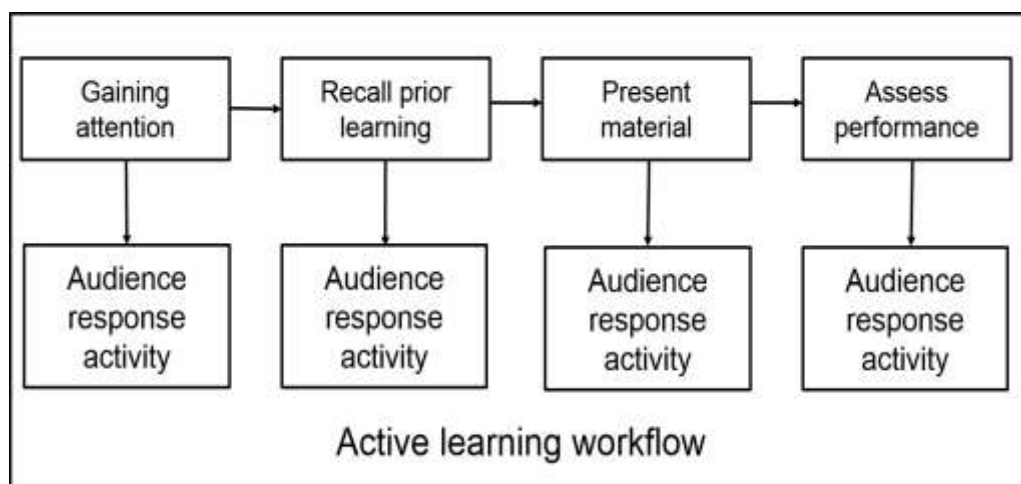 Gaining
attention
Recall prior
learning
Present
material
Assess
performance
Audience
response
activity
Audience
response
activity
Audience
response
activity
Audience
response
activity
Active learning workflow